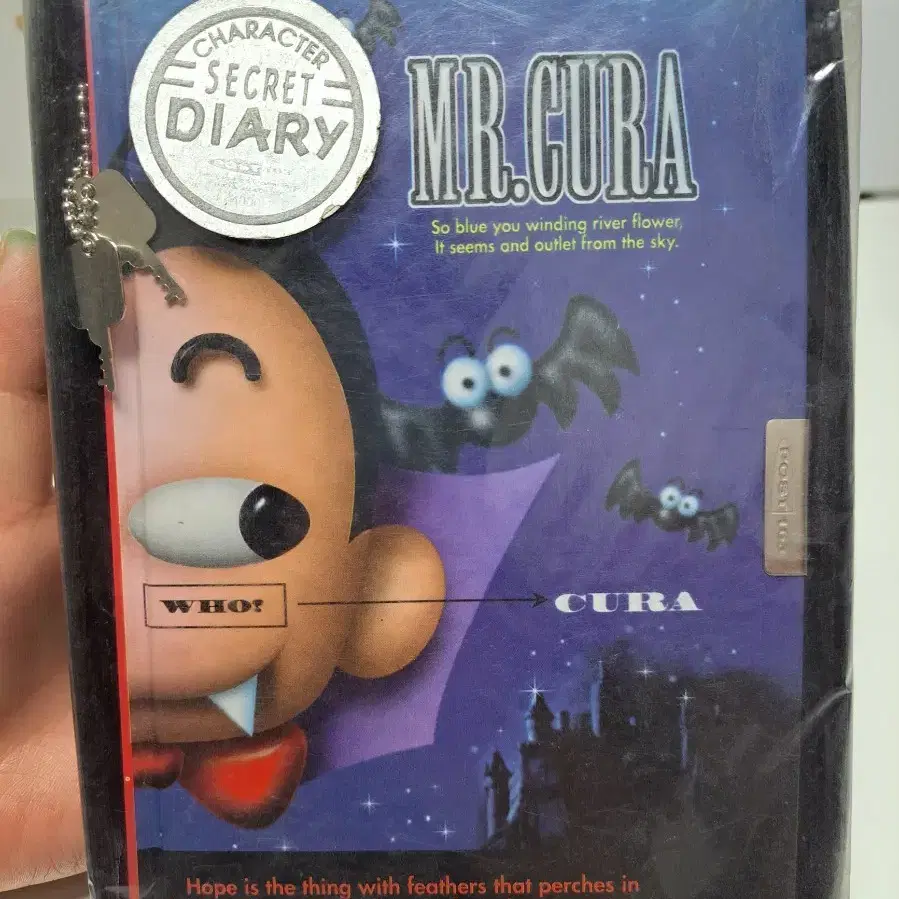 CHARACTER
SECRET
DIARY
MR.CURA
So blue you winding river flower,
It seems and outlet from the sky.
WHO?
CURA
Hope is the thing with feathers that perches in